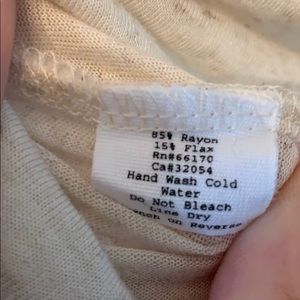 85% Rayon
15% Flax
Rn#66170
Ca#32054
Hand Wash Cold
Water
Do Not Bleach
Line Dry
on Reverse